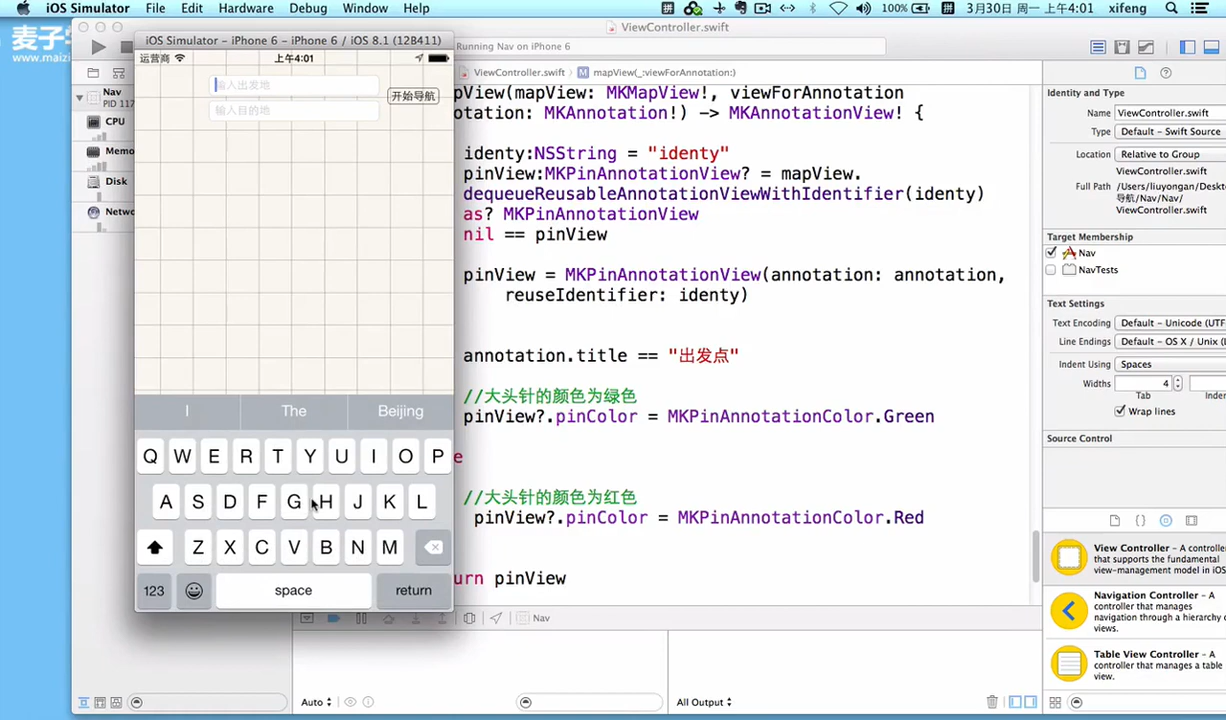 iOS Simulator File Edit Hardware Debug Window Help 100% 3月30日 周一 上午4:01 xifeng
麦子学
www.maizi
ViewController.swift
iOS Simulator - iPhone 6 - iPhone 6 / iOS 8.1 (12B411)
Running Nav on iPhone 6
运营商 上午4:01
输入出发地
输入目的地
开始导航
I The Beijing
Q W E R T Y U I O P
A S D F G H J K L
Z X C V B N M
123 space return
Nav
PID 117
CPU
Memo
Disk
Netwo
ViewController.swift mapView(_:viewForAnnotation:)
pView(mapView: MKMapView!, viewForAnnotation
otation: MKAnnotation!) -> MKAnnotationView! {
identy:NSString = "identy"
pinView:MKPinAnnotationView? = mapView.
dequeueReusableAnnotationViewWithIdentifier(identy)
as? MKPinAnnotationView
nil == pinView
pinView = MKPinAnnotationView(annotation: annotation,
reuseIdentifier: identy)
annotation.title == "出发点"
//大头针的颜色为绿色
pinView?.pinColor = MKPinAnnotationColor.Green
e
//大头针的颜色为红色
pinView?.pinColor = MKPinAnnotationColor.Red
urn pinView
Nav
Auto
All Output
Identity and Type
Name ViewController.swift
Type Default - Swift Source
Location Relative to Group
ViewController.swift
Full Path /Users/liuyongan/Deskt
导航/Nav/Nav/
ViewController.swift
Target Membership
Nav
NavTests
Text Settings
Text Encoding Default - Unicode (UTF
Line Endings Default - OS X / Unix (L
Indent Using Spaces
Widths 4
Tab Inden
Wrap lines
Source Control
View Controller - A controller
that supports the fundamental
view-management model in iOS
Navigation Controller - A
controller that manages
navigation through a hierarchy o
views.
Table View Controller - A
controller that manages a table
view.